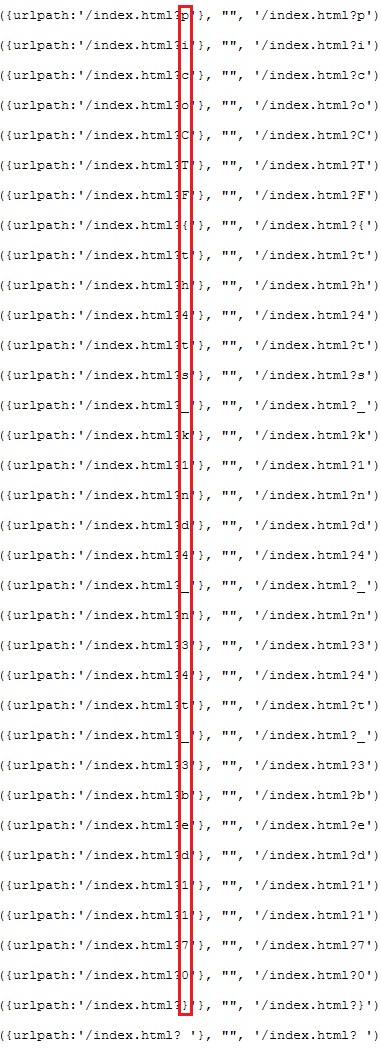 ({urlpath:'/index.html?p'}, "", '/index.html?p')
({urlpath:'/index.html?i'}, "", '/index.html?i')
({urlpath:'/index.html?c'}, "", '/index.html?c')
({urlpath:'/index.html?o'}, "", '/index.html?o')
({urlpath:'/index.html?C'}, "", '/index.html?C')
({urlpath:'/index.html?T'}, "", '/index.html?T')
({urlpath:'/index.html?F'}, "", '/index.html?F')
({urlpath:'/index.html?{'}, "", '/index.html?{')
({urlpath:'/index.html?t'}, "", '/index.html?t')
({urlpath:'/index.html?h'}, "", '/index.html?h')
({urlpath:'/index.html?4'}, "", '/index.html?4')
({urlpath:'/index.html?t'}, "", '/index.html?t')
({urlpath:'/index.html?s'}, "", '/index.html?s')
({urlpath:'/index.html?_'}, "", '/index.html?_')
({urlpath:'/index.html?k'}, "", '/index.html?k')
({urlpath:'/index.html?1'}, "", '/index.html?1')
({urlpath:'/index.html?n'}, "", '/index.html?n')
({urlpath:'/index.html?d'}, "", '/index.html?d')
({urlpath:'/index.html?4'}, "", '/index.html?4')
({urlpath:'/index.html?_'}, "", '/index.html?_')
({urlpath:'/index.html?n'}, "", '/index.html?n')
({urlpath:'/index.html?3'}, "", '/index.html?3')
({urlpath:'/index.html?4'}, "", '/index.html?4')
({urlpath:'/index.html?t'}, "", '/index.html?t')
({urlpath:'/index.html?_'}, "", '/index.html?_')
({urlpath:'/index.html?3'}, "", '/index.html?3')
({urlpath:'/index.html?b'}, "", '/index.html?b')
({urlpath:'/index.html?e'}, "", '/index.html?e')
({urlpath:'/index.html?d'}, "", '/index.html?d')
({urlpath:'/index.html?1'}, "", '/index.html?1')
({urlpath:'/index.html?1'}, "", '/index.html?1')
({urlpath:'/index.html?7'}, "", '/index.html?7')
({urlpath:'/index.html?0'}, "", '/index.html?0')
({urlpath:'/index.html?}'}, "", '/index.html?}')
({urlpath:'/index.html? '}, "", '/index.html? ')